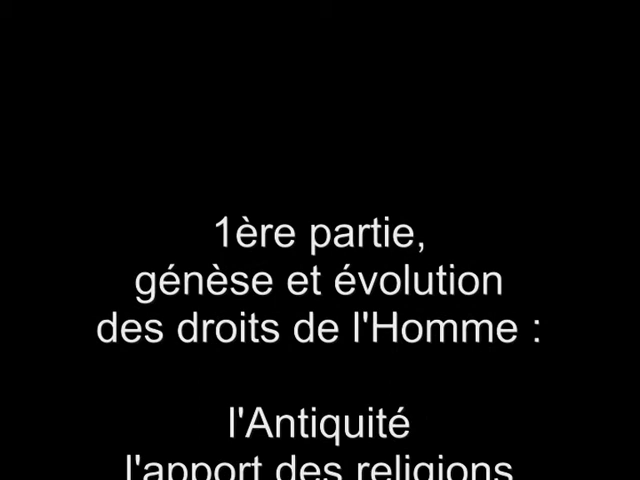 1ère partie,
génèse et évolution
des droits de l'Homme :
l'Antiquité
l'apport des religions